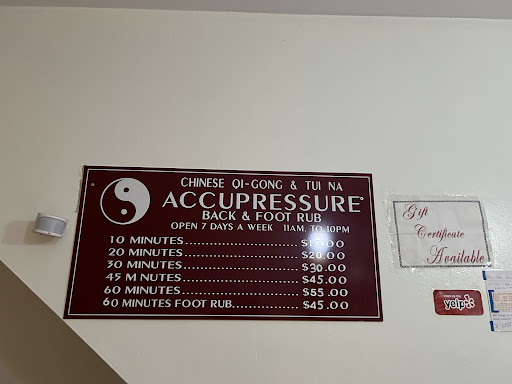 CHINESE QI-GONG & TUI NA
ACCUPRESSURE
BACK & FOOT RUB
OPEN 7 DAYS A WEEK 11AM. TO 10PM
10 MINUTES
20 MINUTES $20.00
30 MINUTES $30.00
45 M NUTES $45.00
60 MINUTES $55.00
60 MINUTES FOOT RUB $45.00
Gift
Certificate
Available
yelp